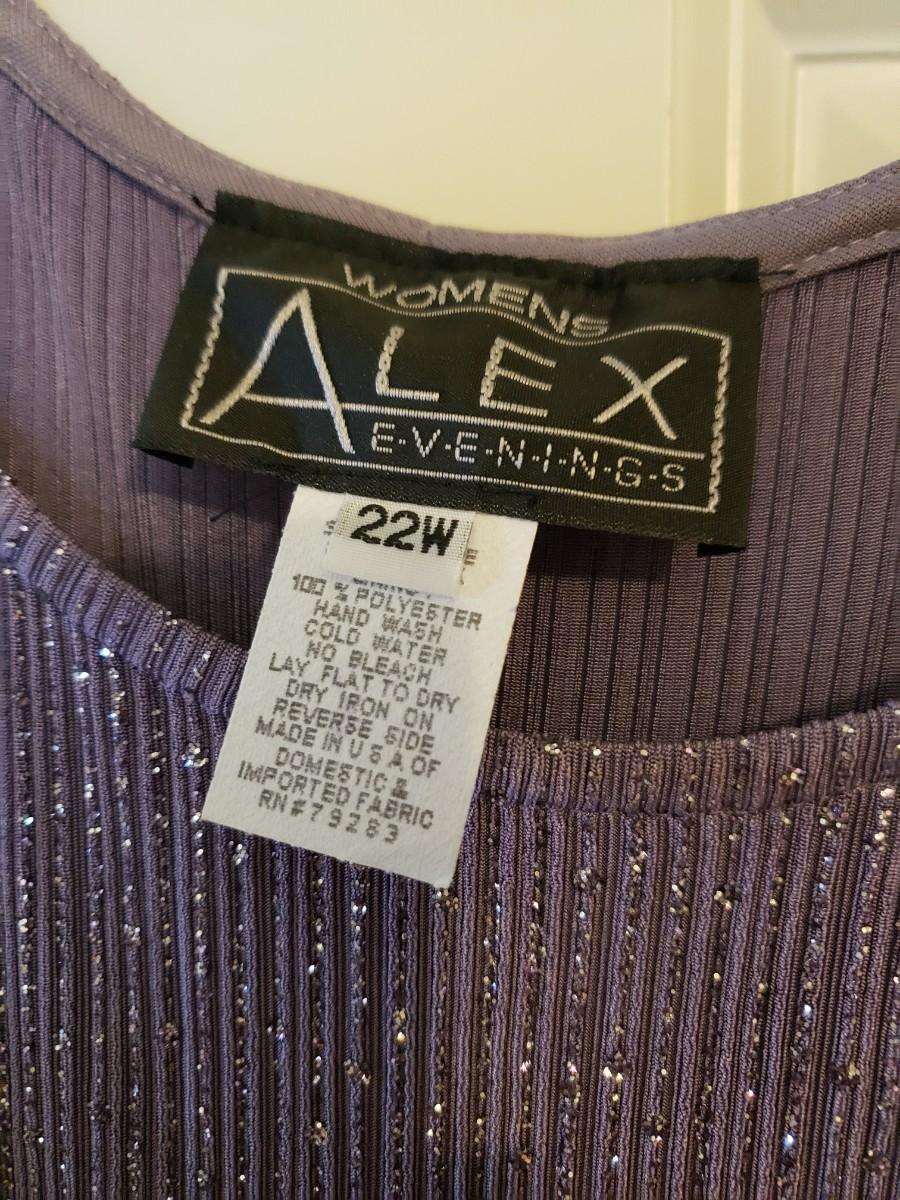 WOMENS
ALEX
E·V·E·N·I·N·G·S
22W
100 % POLYESTER
HAND WASH
COLD WATER
NO BLEACH
LAY FLAT TO DRY
DRY IRON ON
REVERSE SIDE
MADE IN U S A OF
DOMESTIC &
IMPORTED FABRIC
RN#79283